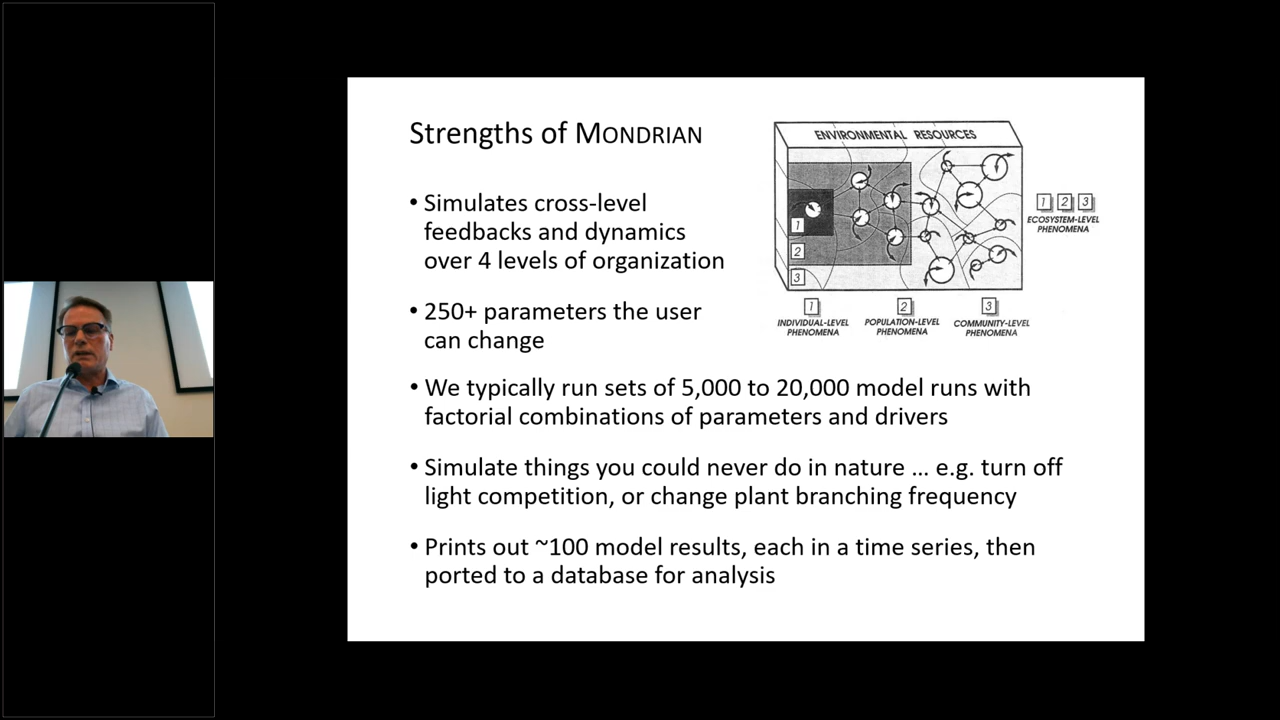 Strengths of MONDRIAN
• Simulates cross-level
feedbacks and dynamics
over 4 levels of organization
• 250+ parameters the user
can change
• We typically run sets of 5,000 to 20,000 model runs with
factorial combinations of parameters and drivers
• Simulate things you could never do in nature … e.g. turn off
light competition, or change plant branching frequency
• Prints out ~100 model results, each in a time series, then
ported to a database for analysis
ENVIRONMENTAL RESOURCES
1
2
3
1 2 3
ECOSYSTEM-LEVEL
PHENOMENA
1
INDIVIDUAL-LEVEL
PHENOMENA
2
POPULATION-LEVEL
PHENOMENA
3
COMMUNITY-LEVEL
PHENOMENA